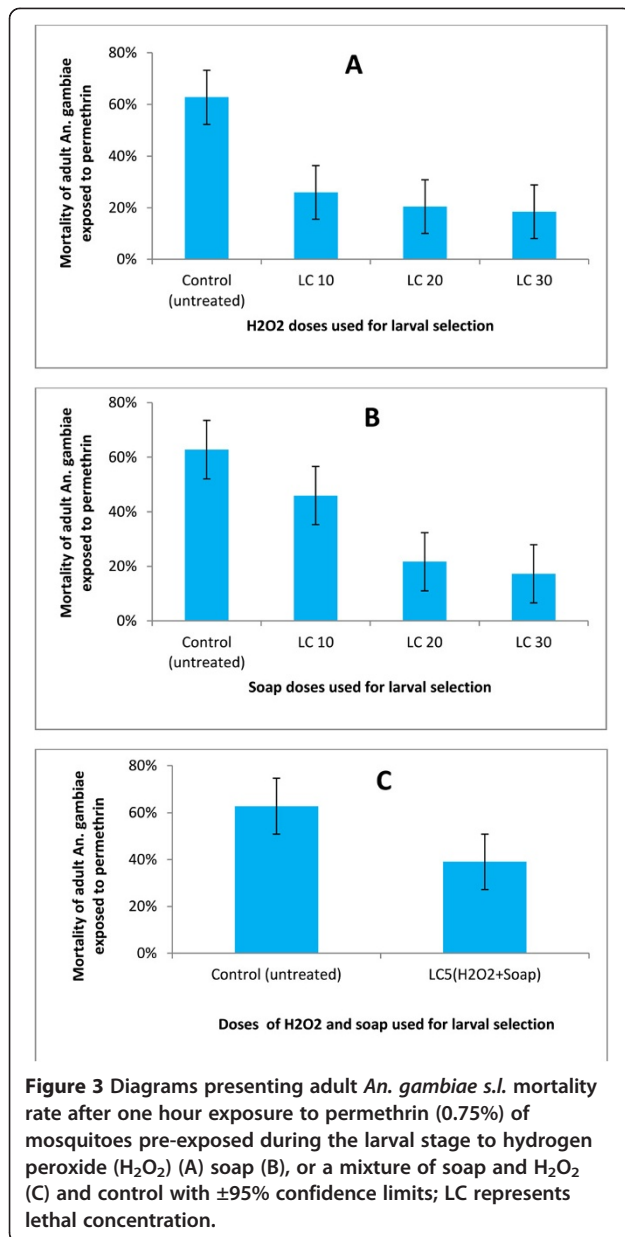 A
Mortality of adult An. gambiae
exposed to permethrin
80%
60%
40%
20%
0%
Control
(untreated)
LC 10
LC 20
LC 30
H2O2 doses used for larval selection
B
Mortality of adult An. gambiae
exposed to permethrin
80%
60%
40%
20%
0%
Control
(untreated)
LC 10
LC 20
LC 30
Soap doses used for larval selection
C
Mortality of adult An. gambiae
exposed to permethrin
80%
60%
40%
20%
0%
Control (untreated)
LC5(H2O2+Soap)
Doses of H2O2 and soap used for larval selection
Figure 3 Diagrams presenting adult An. gambiae s.l. mortality
rate after one hour exposure to permethrin (0.75%) of
mosquitoes pre-exposed during the larval stage to hydrogen
peroxide (H₂O₂) (A) soap (B), or a mixture of soap and H₂O₂
(C) and control with ±95% confidence limits; LC represents
lethal concentration.